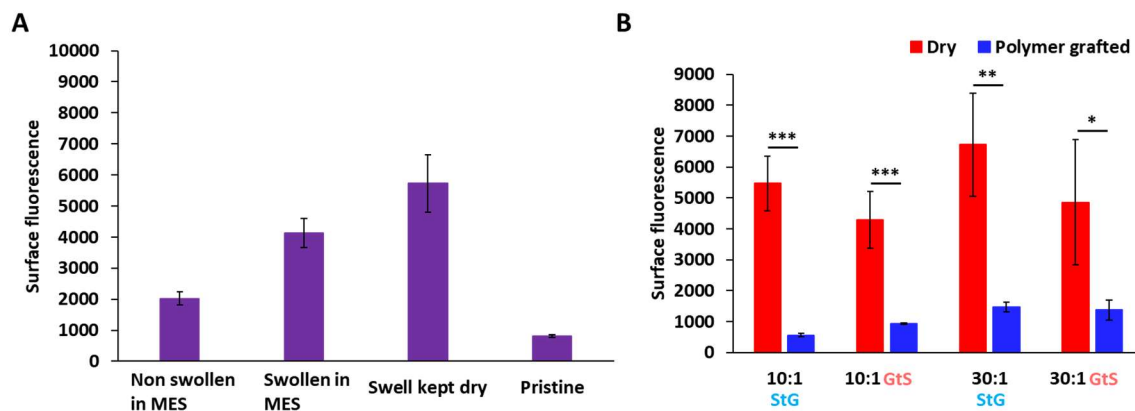 A
Surface fluorescence
10000
9000
8000
7000
6000
5000
4000
3000
2000
1000
0
Non swollen
in MES
Swollen in
MES
Swell kept dry
Pristine
B
Dry
Polymer grafted
Surface fluorescence
9000
8000
7000
6000
5000
4000
3000
2000
1000
0
***
***
**
*
10:1
StG
10:1 GtS
30:1
StG
30:1 GtS